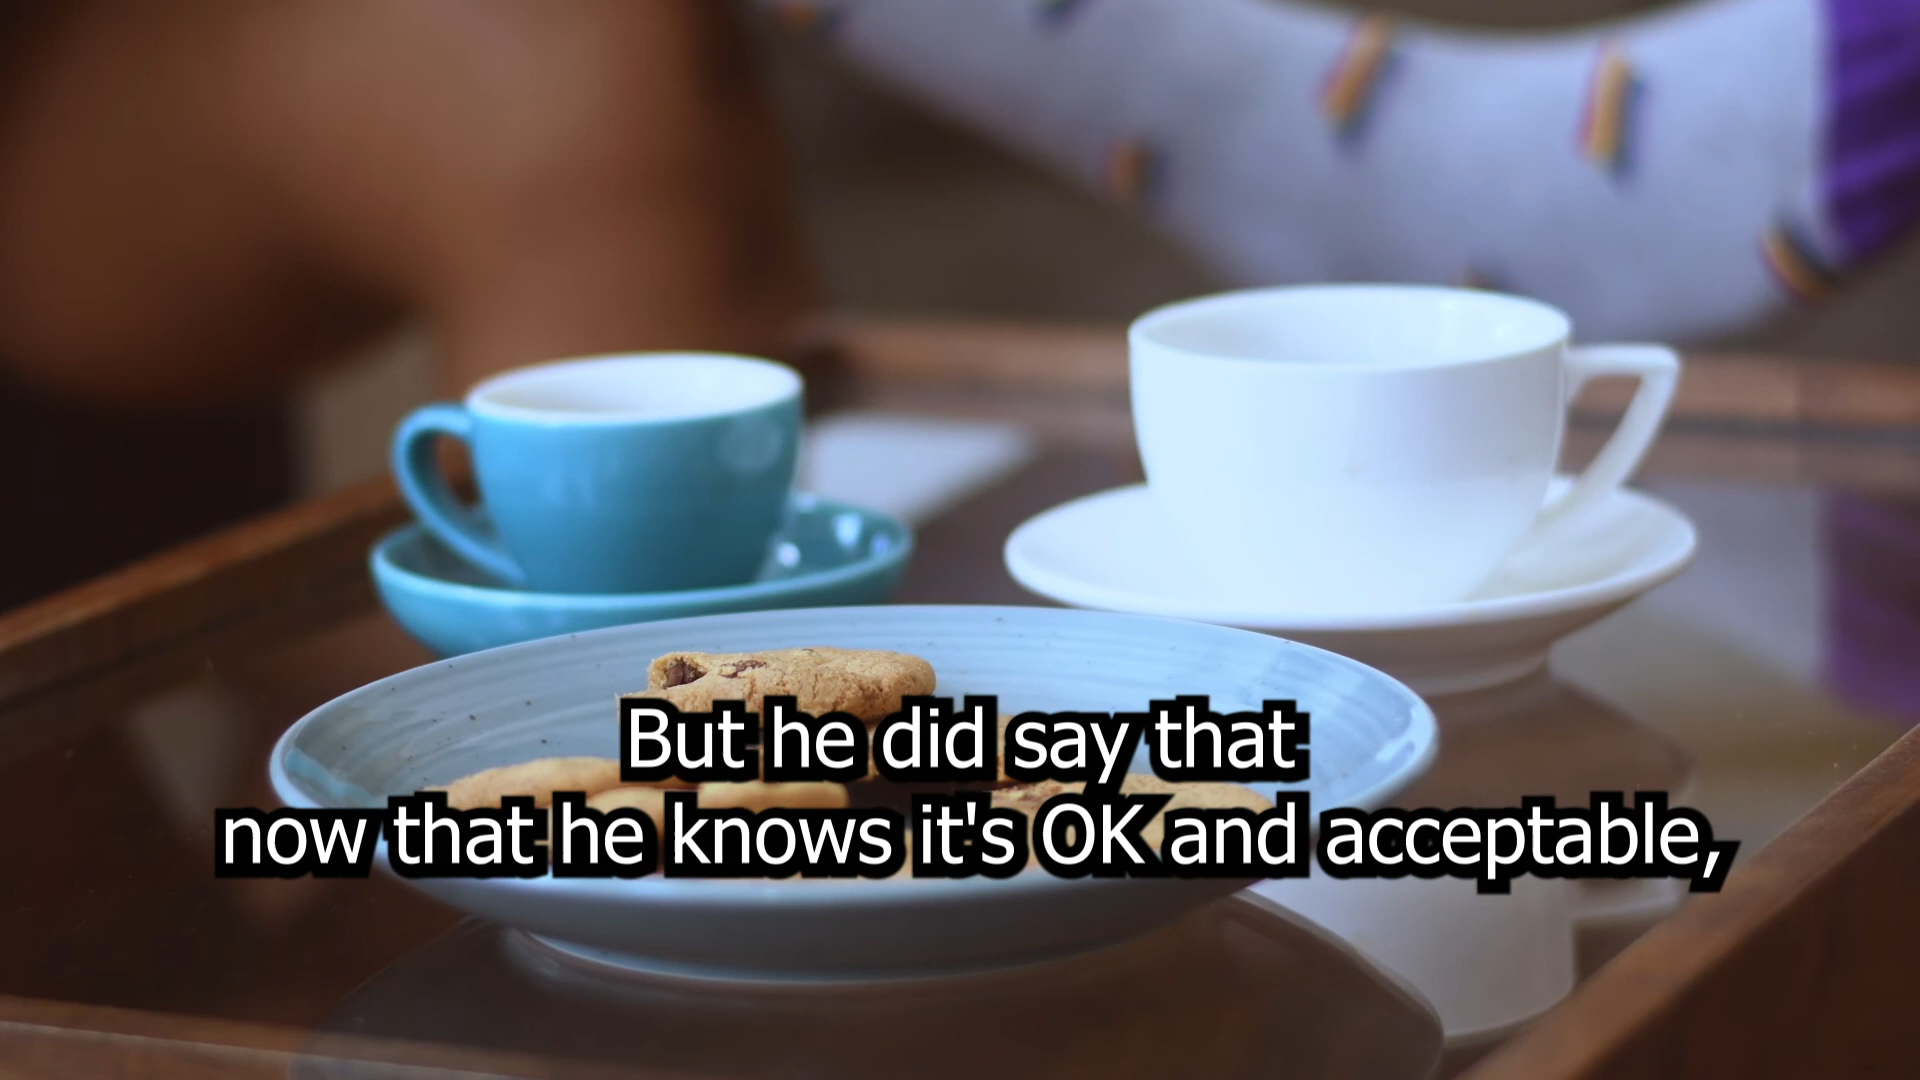 But he did say that
now that he knows it's OK and acceptable,